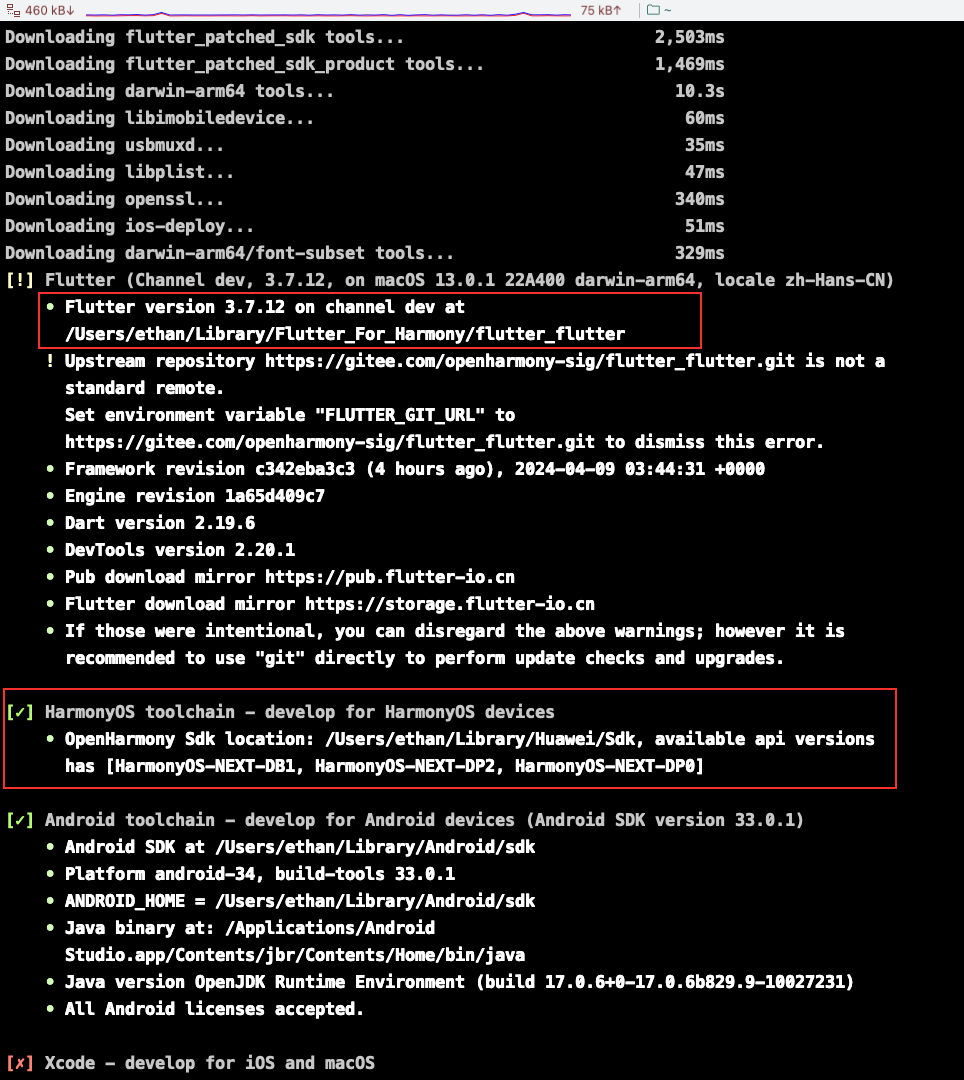 460 kB↓ 75 kB↑ ~
Downloading flutter_patched_sdk tools... 2,503ms
Downloading flutter_patched_sdk_product tools... 1,469ms
Downloading darwin-arm64 tools... 10.3s
Downloading libimobiledevice... 60ms
Downloading usbmuxd... 35ms
Downloading libplist... 47ms
Downloading openssl... 340ms
Downloading ios-deploy... 51ms
Downloading darwin-arm64/font-subset tools... 329ms
[!] Flutter (Channel dev, 3.7.12, on macOS 13.0.1 22A400 darwin-arm64, locale zh-Hans-CN)
• Flutter version 3.7.12 on channel dev at
/Users/ethan/Library/Flutter_For_Harmony/flutter_flutter
! Upstream repository https://gitee.com/openharmony-sig/flutter_flutter.git is not a
standard remote.
Set environment variable "FLUTTER_GIT_URL" to
https://gitee.com/openharmony-sig/flutter_flutter.git to dismiss this error.
• Framework revision c342eba3c3 (4 hours ago), 2024-04-09 03:44:31 +0000
• Engine revision 1a65d409c7
• Dart version 2.19.6
• DevTools version 2.20.1
• Pub download mirror https://pub.flutter-io.cn
• Flutter download mirror https://storage.flutter-io.cn
• If those were intentional, you can disregard the above warnings; however it is
recommended to use "git" directly to perform update checks and upgrades.
[✓] HarmonyOS toolchain — develop for HarmonyOS devices
• OpenHarmony Sdk location: /Users/ethan/Library/Huawei/Sdk, available api versions
has [HarmonyOS-NEXT-DB1, HarmonyOS-NEXT-DP2, HarmonyOS-NEXT-DP0]
[✓] Android toolchain — develop for Android devices (Android SDK version 33.0.1)
• Android SDK at /Users/ethan/Library/Android/sdk
• Platform android-34, build-tools 33.0.1
• ANDROID_HOME = /Users/ethan/Library/Android/sdk
• Java binary at: /Applications/Android
Studio.app/Contents/jbr/Contents/Home/bin/java
• Java version OpenJDK Runtime Environment (build 17.0.6+0-17.0.6b829.9-10027231)
• All Android licenses accepted.
[✗] Xcode — develop for iOS and macOS